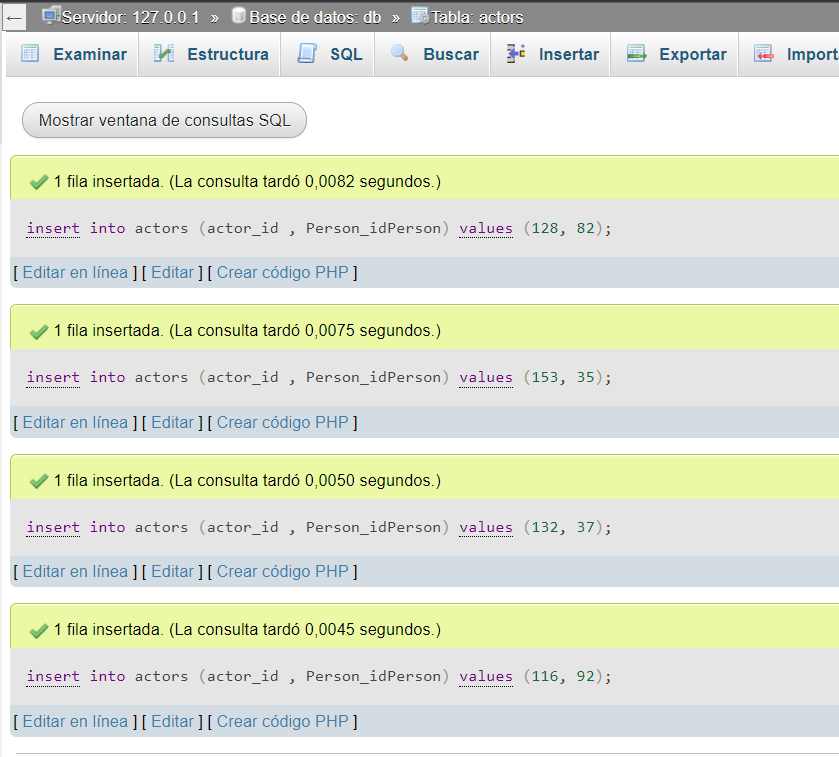 ← Servidor: 127.0.0.1 » Base de datos: db » Tabla: actors
Examinar Estructura SQL Buscar Insertar Exportar Import
Mostrar ventana de consultas SQL
1 fila insertada. (La consulta tardó 0,0082 segundos.)
insert into actors (actor_id , Person_idPerson) values (128, 82);
[ Editar en línea ] [ Editar ] [ Crear código PHP ]
1 fila insertada. (La consulta tardó 0,0075 segundos.)
insert into actors (actor_id , Person_idPerson) values (153, 35);
[ Editar en línea ] [ Editar ] [ Crear código PHP ]
1 fila insertada. (La consulta tardó 0,0050 segundos.)
insert into actors (actor_id , Person_idPerson) values (132, 37);
[ Editar en línea ] [ Editar ] [ Crear código PHP ]
1 fila insertada. (La consulta tardó 0,0045 segundos.)
insert into actors (actor_id , Person_idPerson) values (116, 92);
[ Editar en línea ] [ Editar ] [ Crear código PHP ]